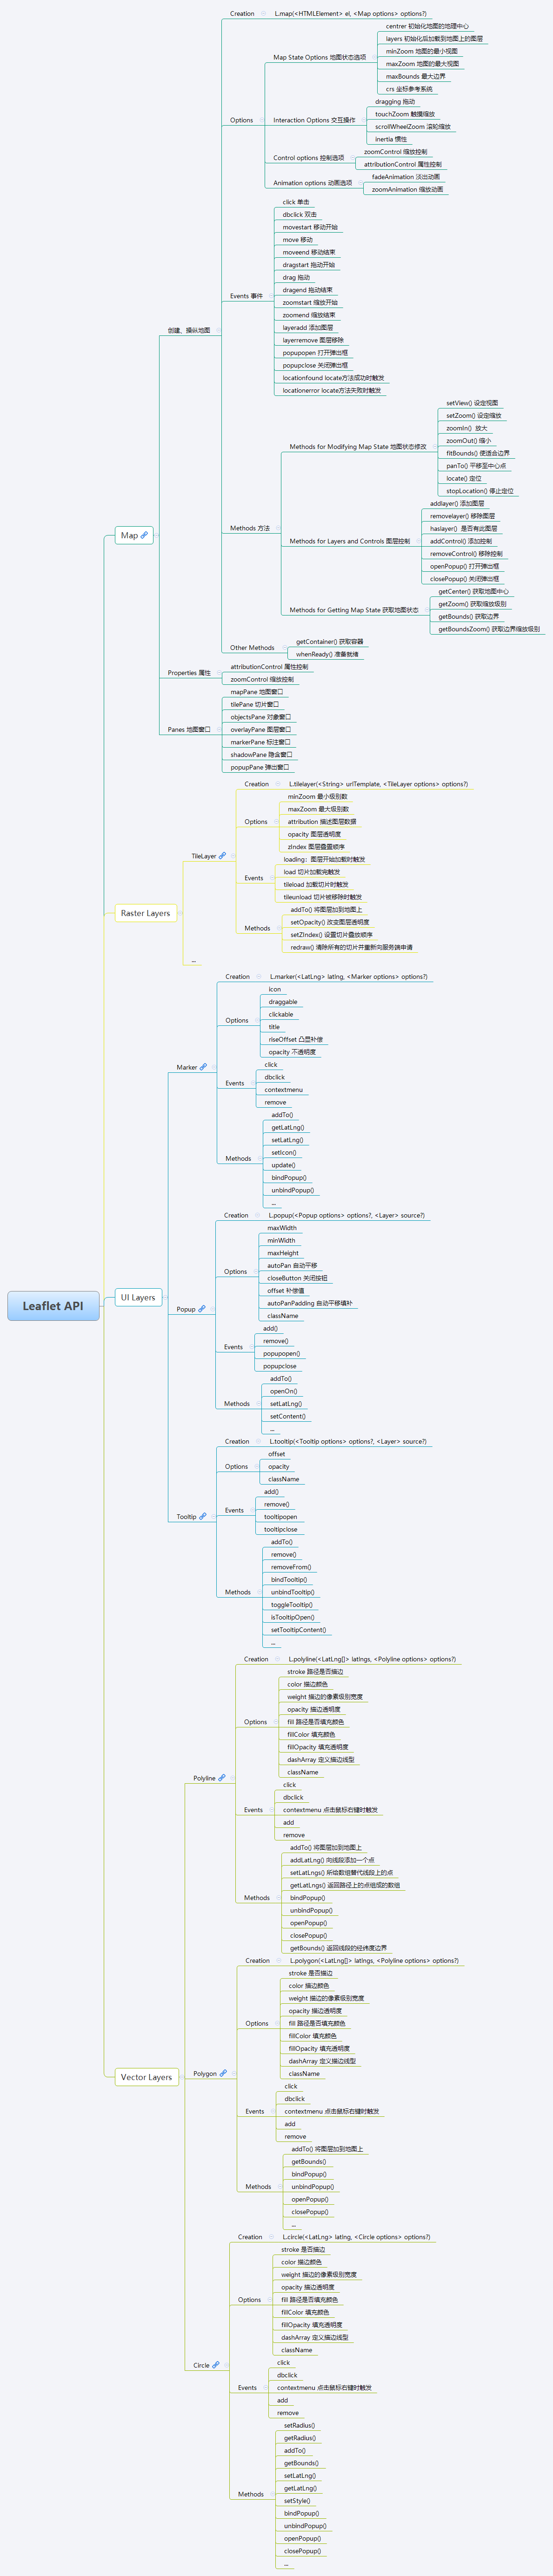 Leaflet API
Map
创建、操纵地图
Creation
L.map(<HTMLElement> el, <Map options> options?)
Options
Map State Options 地图状态选项
centrer 初始化地图的地理中心
layers 初始化后加载到地图上的图层
minZoom 地图的最小视图
maxZoom 地图的最大视图
maxBounds 最大边界
crs 坐标参考系统
Interaction Options 交互操作
dragging 拖动
touchZoom 触摸缩放
scrollWheelZoom 滚轮缩放
inertia 惯性
Control options 控制选项
zoomControl 缩放控制
attributionControl 属性控制
Animation options 动画选项
fadeAnimation 淡出动画
zoomAnimation 缩放动画
Events 事件
click 单击
dbclick 双击
movestart 移动开始
move 移动
moveend 移动结束
dragstart 拖动开始
drag 拖动
dragend 拖动结束
zoomstart 缩放开始
zoomend 缩放结束
layeradd 添加图层
layerremove 图层移除
popupopen 打开弹出框
popupclose 关闭弹出框
locationfound locate方法成功时触发
locationerror locate方法失败时触发
Methods 方法
Methods for Modifying Map State 地图状态修改
setView() 设定视图
setZoom() 设定缩放
zoomIn() 放大
zoomOut() 缩小
fitBounds() 使适合边界
panTo() 平移至中心点
locate() 定位
stopLocation() 停止定位
Methods for Layers and Controls 图层控制
addlayer() 添加图层
removelayer() 移除图层
haslayer() 是否有此图层
addControl() 添加控制
removeControl() 移除控制
openPopup() 打开弹出框
closePopup() 关闭弹出框
Methods for Getting Map State 获取地图状态
getCenter() 获取地图中心
getZoom() 获取缩放级别
getBounds() 获取边界
getBoundsZoom() 获取边界缩放级别
Other Methods
getContainer() 获取容器
whenReady() 准备就绪
Properties 属性
attributionControl 属性控制
zoomControl 缩放控制
Panes 地图窗口
mapPane 地图窗口
tilePane 切片窗口
objectsPane 对象窗口
overlayPane 图层窗口
markerPane 标注窗口
shadowPane 隐含窗口
popupPane 弹出窗口
Raster Layers
TileLayer
Creation
L.tilelayer(<String> urlTemplate, <TileLayer options> options?)
Options
minZoom 最小级别数
maxZoom 最大级别数
attribution 描述图层数据
opacity 图层透明度
zIndex 图层叠置顺序
Events
loading：图层开始加载时触发
load 切片加载完触发
tileload 加载切片时触发
tileunload 切片被移除时触发
Methods
addTo() 将图层加到地图上
setOpacity() 改变图层透明度
setZIndex() 设置切片叠放顺序
redraw() 清除所有的切片并重新向服务端申请
...
UI Layers
Marker
Creation
L.marker(<LatLng> latlng, <Marker options> options?)
Options
icon
draggable
clickable
title
riseOffset 凸显补偿
opacity 不透明度
Events
click
dbclick
contextmenu
remove
Methods
addTo()
getLatLng()
setLatLng()
setIcon()
update()
bindPopup()
unbindPopup()
...
Popup
Creation
L.popup(<Popup options> options?, <Layer> source?)
Options
maxWidth
minWidth
maxHeight
autoPan 自动平移
closeButton 关闭按钮
offset 补偿值
autoPanPadding 自动平移填补
className
Events
add()
remove()
popupopen()
popupclose
Methods
addTo()
openOn()
setLatLng()
setContent()
...
Tooltip
Creation
L.tooltip(<Tooltip options> options?, <Layer> source?)
Options
offset
opacity
className
Events
add()
remove()
tooltipopen
tooltipclose
Methods
addTo()
remove()
removeFrom()
bindTooltip()
unbindTooltip()
toggleTooltip()
isTooltipOpen()
setTooltipContent()
...
Vector Layers
Polyline
Creation
L.polyline(<LatLng[]> latlngs, <Polyline options> options?)
Options
stroke 路径是否描边
color 描边颜色
weight 描边的像素级别宽度
opacity 描边透明度
fill 路径是否填充颜色
fillColor 填充颜色
fillOpacity 填充透明度
dashArray 定义描边线型
className
Events
click
dbclick
contextmenu 点击鼠标右键时触发
add
remove
Methods
addTo() 将图层加到地图上
addLatLng() 向线段添加一个点
setLatLngs() 所给数组替代线段上的点
getLatLngs() 返回路径上的点组成的数组
bindPopup()
unbindPopup()
openPopup()
closePopup()
getBounds() 返回线段的经纬度边界
Polygon
Creation
L.polygon(<LatLng[]> latlngs, <Polyline options> options?)
Options
stroke 是否描边
color 描边颜色
weight 描边的像素级别宽度
opacity 描边透明度
fill 路径是否填充颜色
fillColor 填充颜色
fillOpacity 填充透明度
dashArray 定义描边线型
className
Events
click
dbclick
contextmenu 点击鼠标右键时触发
add
remove
Methods
addTo() 将图层加到地图上
getBounds()
bindPopup()
unbindPopup()
openPopup()
closePopup()
...
Circle
Creation
L.circle(<LatLng> latlng, <Circle options> options?)
Options
stroke 是否描边
color 描边颜色
weight 描边的像素级别宽度
opacity 描边透明度
fill 路径是否填充颜色
fillColor 填充颜色
fillOpacity 填充透明度
dashArray 定义描边线型
className
Events
click
dbclick
contextmenu 点击鼠标右键时触发
add
remove
Methods
setRadius()
getRadius()
addTo()
getBounds()
setLatLng()
getLatLng()
setStyle()
bindPopup()
unbindPopup()
openPopup()
closePopup()
...